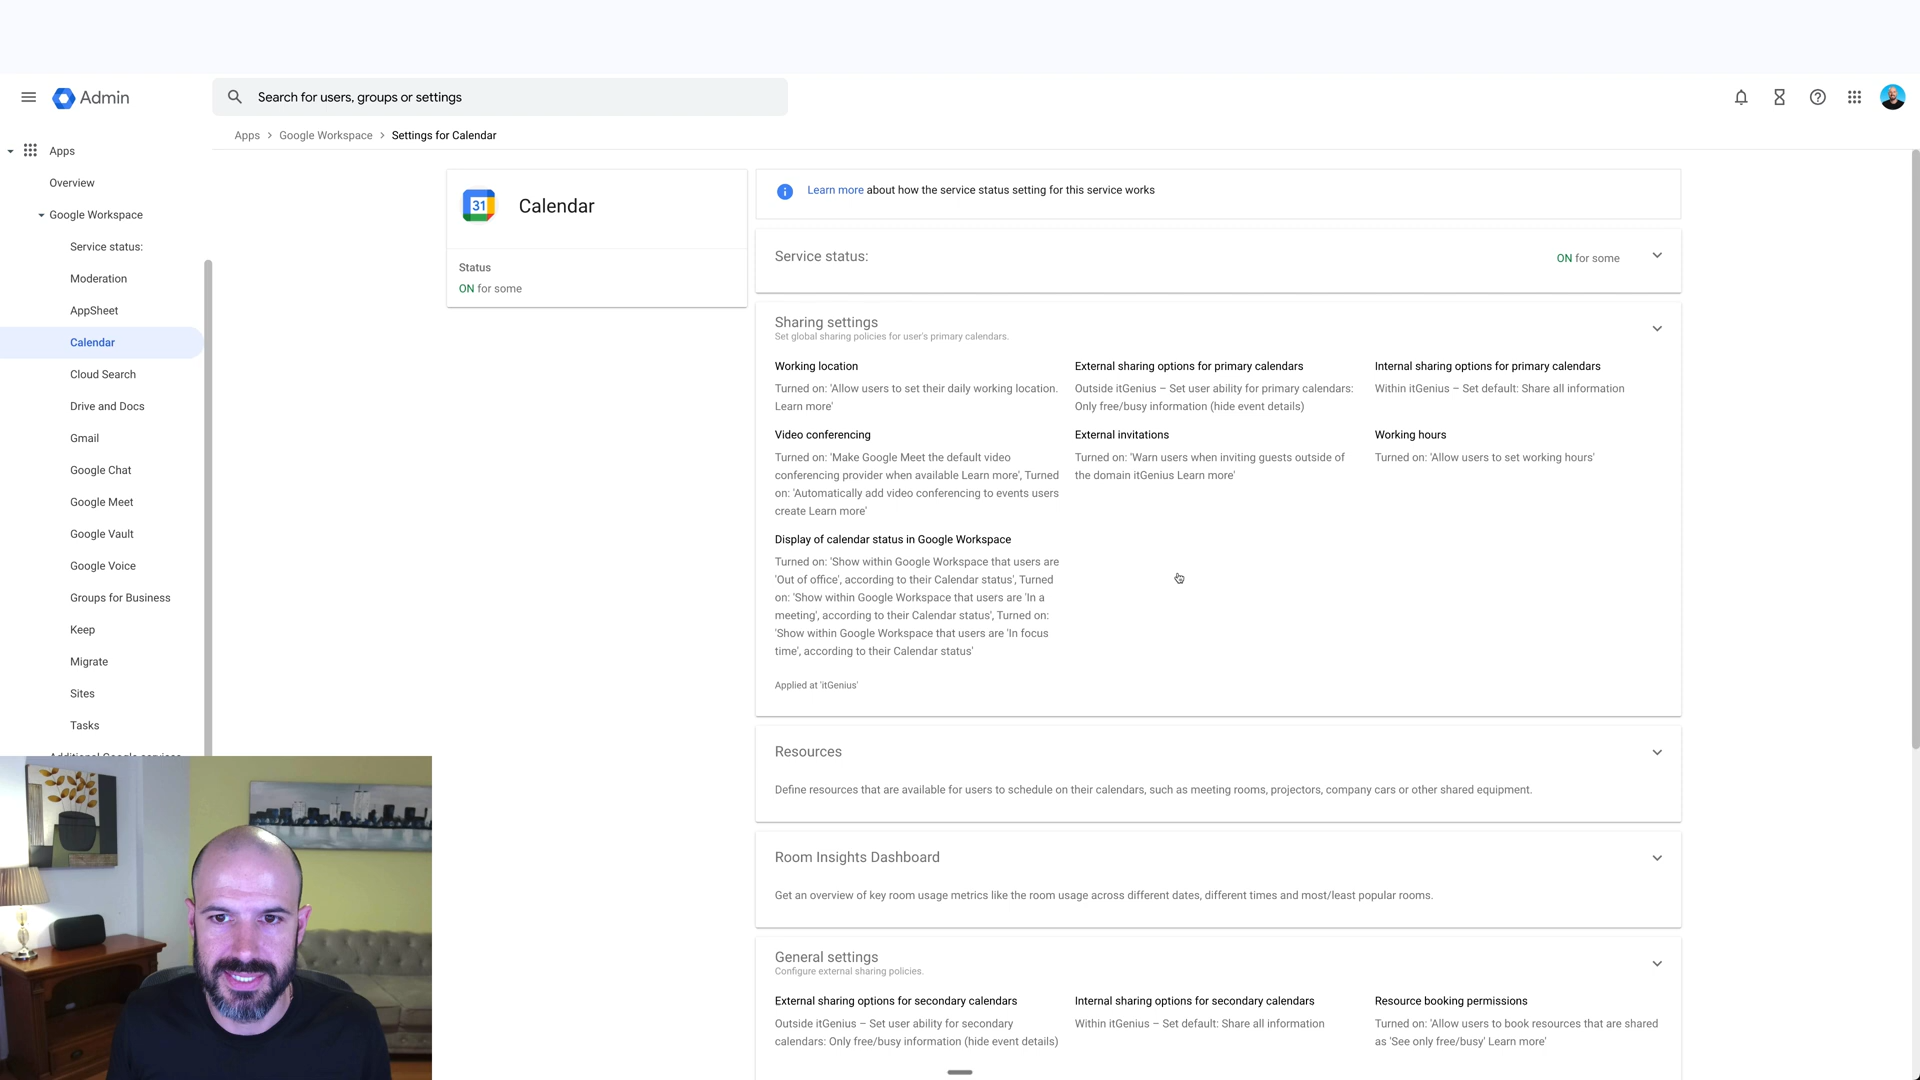 Admin
Search for users, groups or settings
Apps > Google Workspace > Settings for Calendar
Apps
Overview
Google Workspace
Service status:
Moderation
AppSheet
Calendar
Cloud Search
Drive and Docs
Gmail
Google Chat
Google Meet
Google Vault
Google Voice
Groups for Business
Keep
Migrate
Sites
Tasks
31
Calendar
Status
ON for some
Learn more about how the service status setting for this service works
Service status:
ON for some
Sharing settings
Set global sharing policies for user's primary calendars.
Working location
Turned on: 'Allow users to set their daily working location.
Learn more'
External sharing options for primary calendars
Outside itGenius – Set user ability for primary calendars:
Only free/busy information (hide event details)
Internal sharing options for primary calendars
Within itGenius – Set default: Share all information
Video conferencing
Turned on: 'Make Google Meet the default video
conferencing provider when available Learn more', Turned
on: 'Automatically add video conferencing to events users
create Learn more'
External invitations
Turned on: 'Warn users when inviting guests outside of
the domain itGenius Learn more'
Working hours
Turned on: 'Allow users to set working hours'
Display of calendar status in Google Workspace
Turned on: 'Show within Google Workspace that users are
'Out of office', according to their Calendar status', Turned
on: 'Show within Google Workspace that users are 'In a
meeting', according to their Calendar status', Turned on:
'Show within Google Workspace that users are 'In focus
time', according to their Calendar status'
Applied at 'itGenius'
Resources
Define resources that are available for users to schedule on their calendars, such as meeting rooms, projectors, company cars or other shared equipment.
Room Insights Dashboard
Get an overview of key room usage metrics like the room usage across different dates, different times and most/least popular rooms.
General settings
Configure external sharing policies.
External sharing options for secondary calendars
Outside itGenius – Set user ability for secondary
calendars: Only free/busy information (hide event details)
Internal sharing options for secondary calendars
Within itGenius – Set default: Share all information
Resource booking permissions
Turned on: 'Allow users to book resources that are shared
as 'See only free/busy' Learn more'